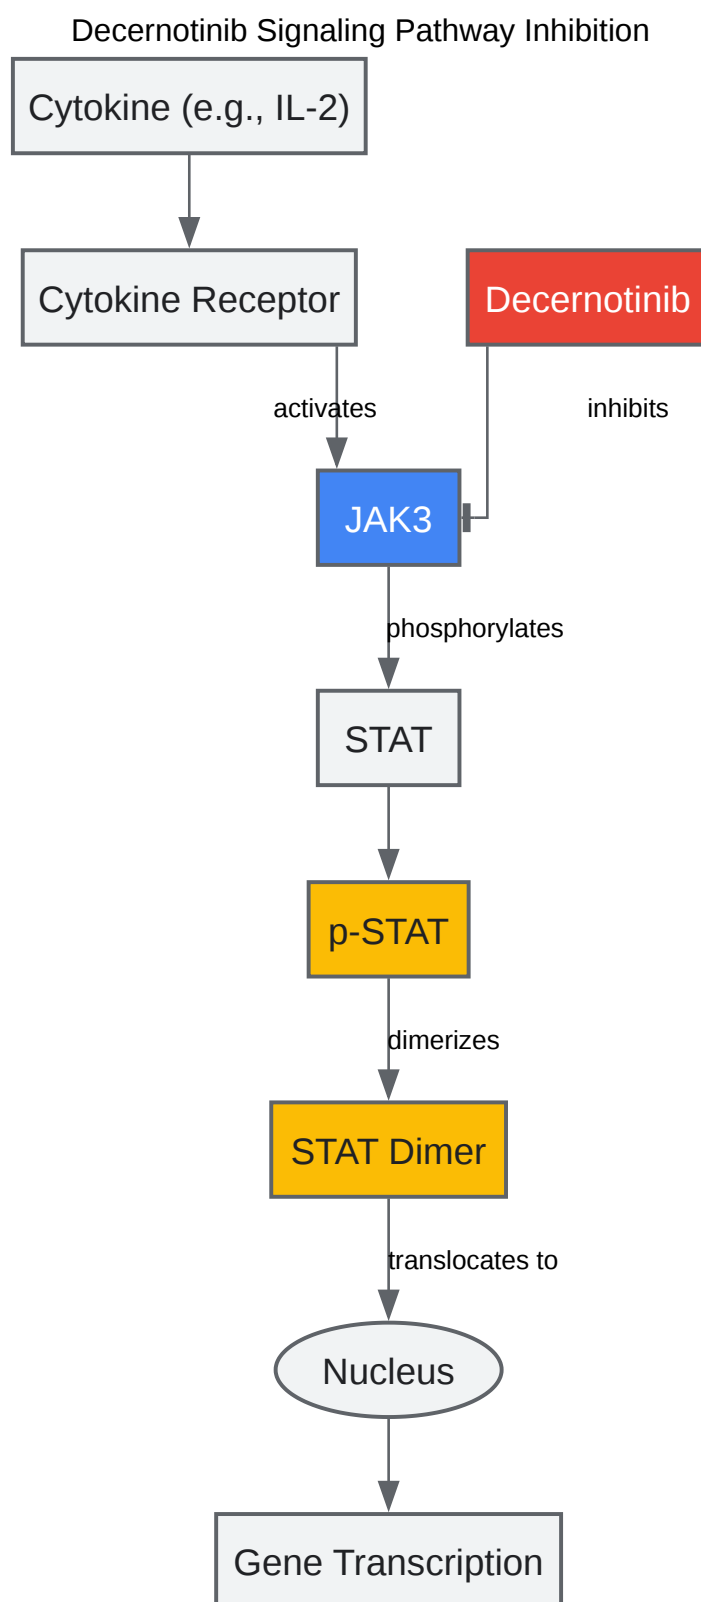 Decernotinib Signaling Pathway Inhibition
Cytokine (e.g., IL-2)
Cytokine Receptor
Decernotinib
activates
inhibits
JAK3
phosphorylates
STAT
p-STAT
dimerizes
STAT Dimer
translocates to
Nucleus
Gene Transcription